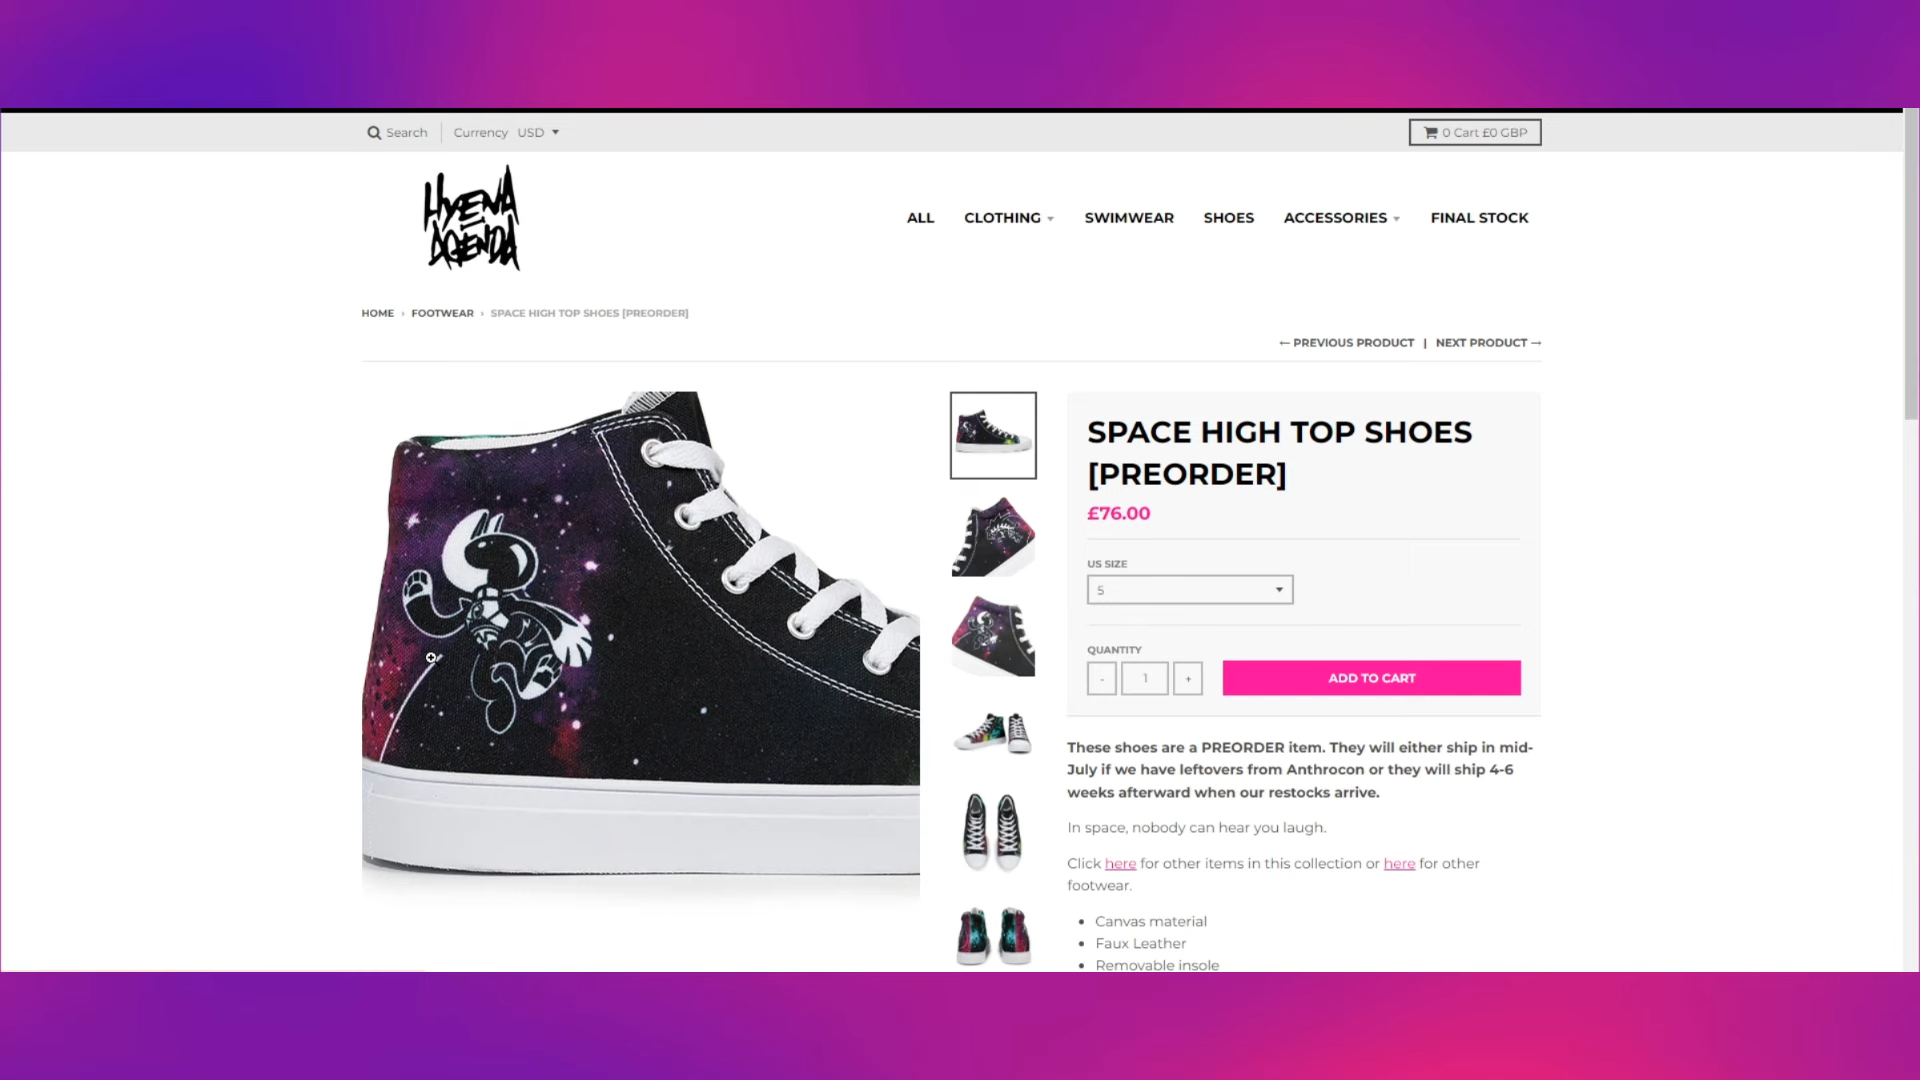 Search Currency USD
0 Cart £0 GBP
HYENA
AGENDA
ALL CLOTHING SWIMWEAR SHOES ACCESSORIES FINAL STOCK
HOME › FOOTWEAR › SPACE HIGH TOP SHOES [PREORDER]
← PREVIOUS PRODUCT | NEXT PRODUCT →
SPACE HIGH TOP SHOES
[PREORDER]
£76.00
US SIZE
5
QUANTITY
- 1 + ADD TO CART
These shoes are a PREORDER item. They will either ship in mid-
July if we have leftovers from Anthrocon or they will ship 4-6
weeks afterward when our restocks arrive.
In space, nobody can hear you laugh.
Click here for other items in this collection or here for other
footwear.
• Canvas material
• Faux Leather
• Removable insole